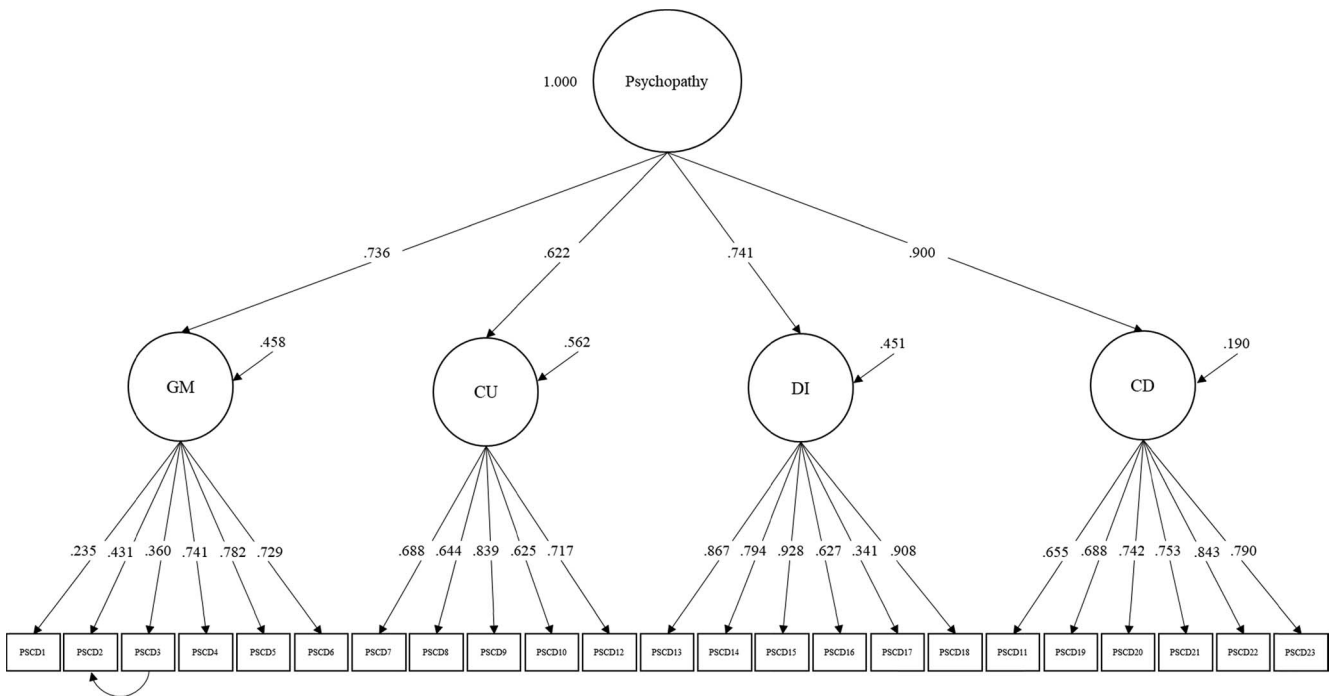 1.000 Psychopathy
.736 .622 .741 .900
.458 .562 .451 .190
GM CU DI CD
.235 .431 .360 .741 .782 .729 .688 .644 .839 .625 .717 .867 .794 .928 .627 .341 .908 .655 .688 .742 .753 .843 .790
PSCD1 PSCD2 PSCD3 PSCD4 PSCD5 PSCD6 PSCD7 PSCD8 PSCD9 PSCD10 PSCD12 PSCD13 PSCD14 PSCD15 PSCD16 PSCD17 PSCD18 PSCD11 PSCD19 PSCD20 PSCD21 PSCD22 PSCD23